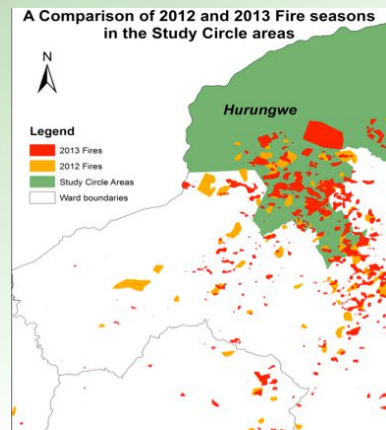 A Comparison of 2012 and 2013 Fire seasons
in the Study Circle areas
N
Hurungwe
Legend
2013 Fires
2012 Fires
Study Circle Areas
Ward boundaries